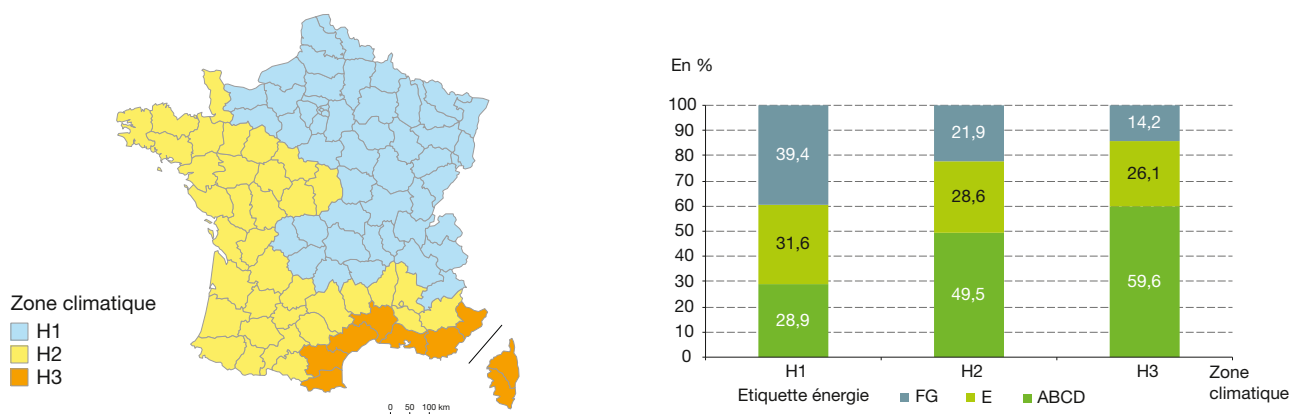 Zone climatique
H1
H2
H3
0 50 100 km
En %
100
90
80
70
60
50
40
30
20
10
0
39,4
31,6
28,9
21,9
28,6
49,5
14,2
26,1
59,6
H1 H2 H3 Zone climatique
Etiquette énergie FG E ABCD